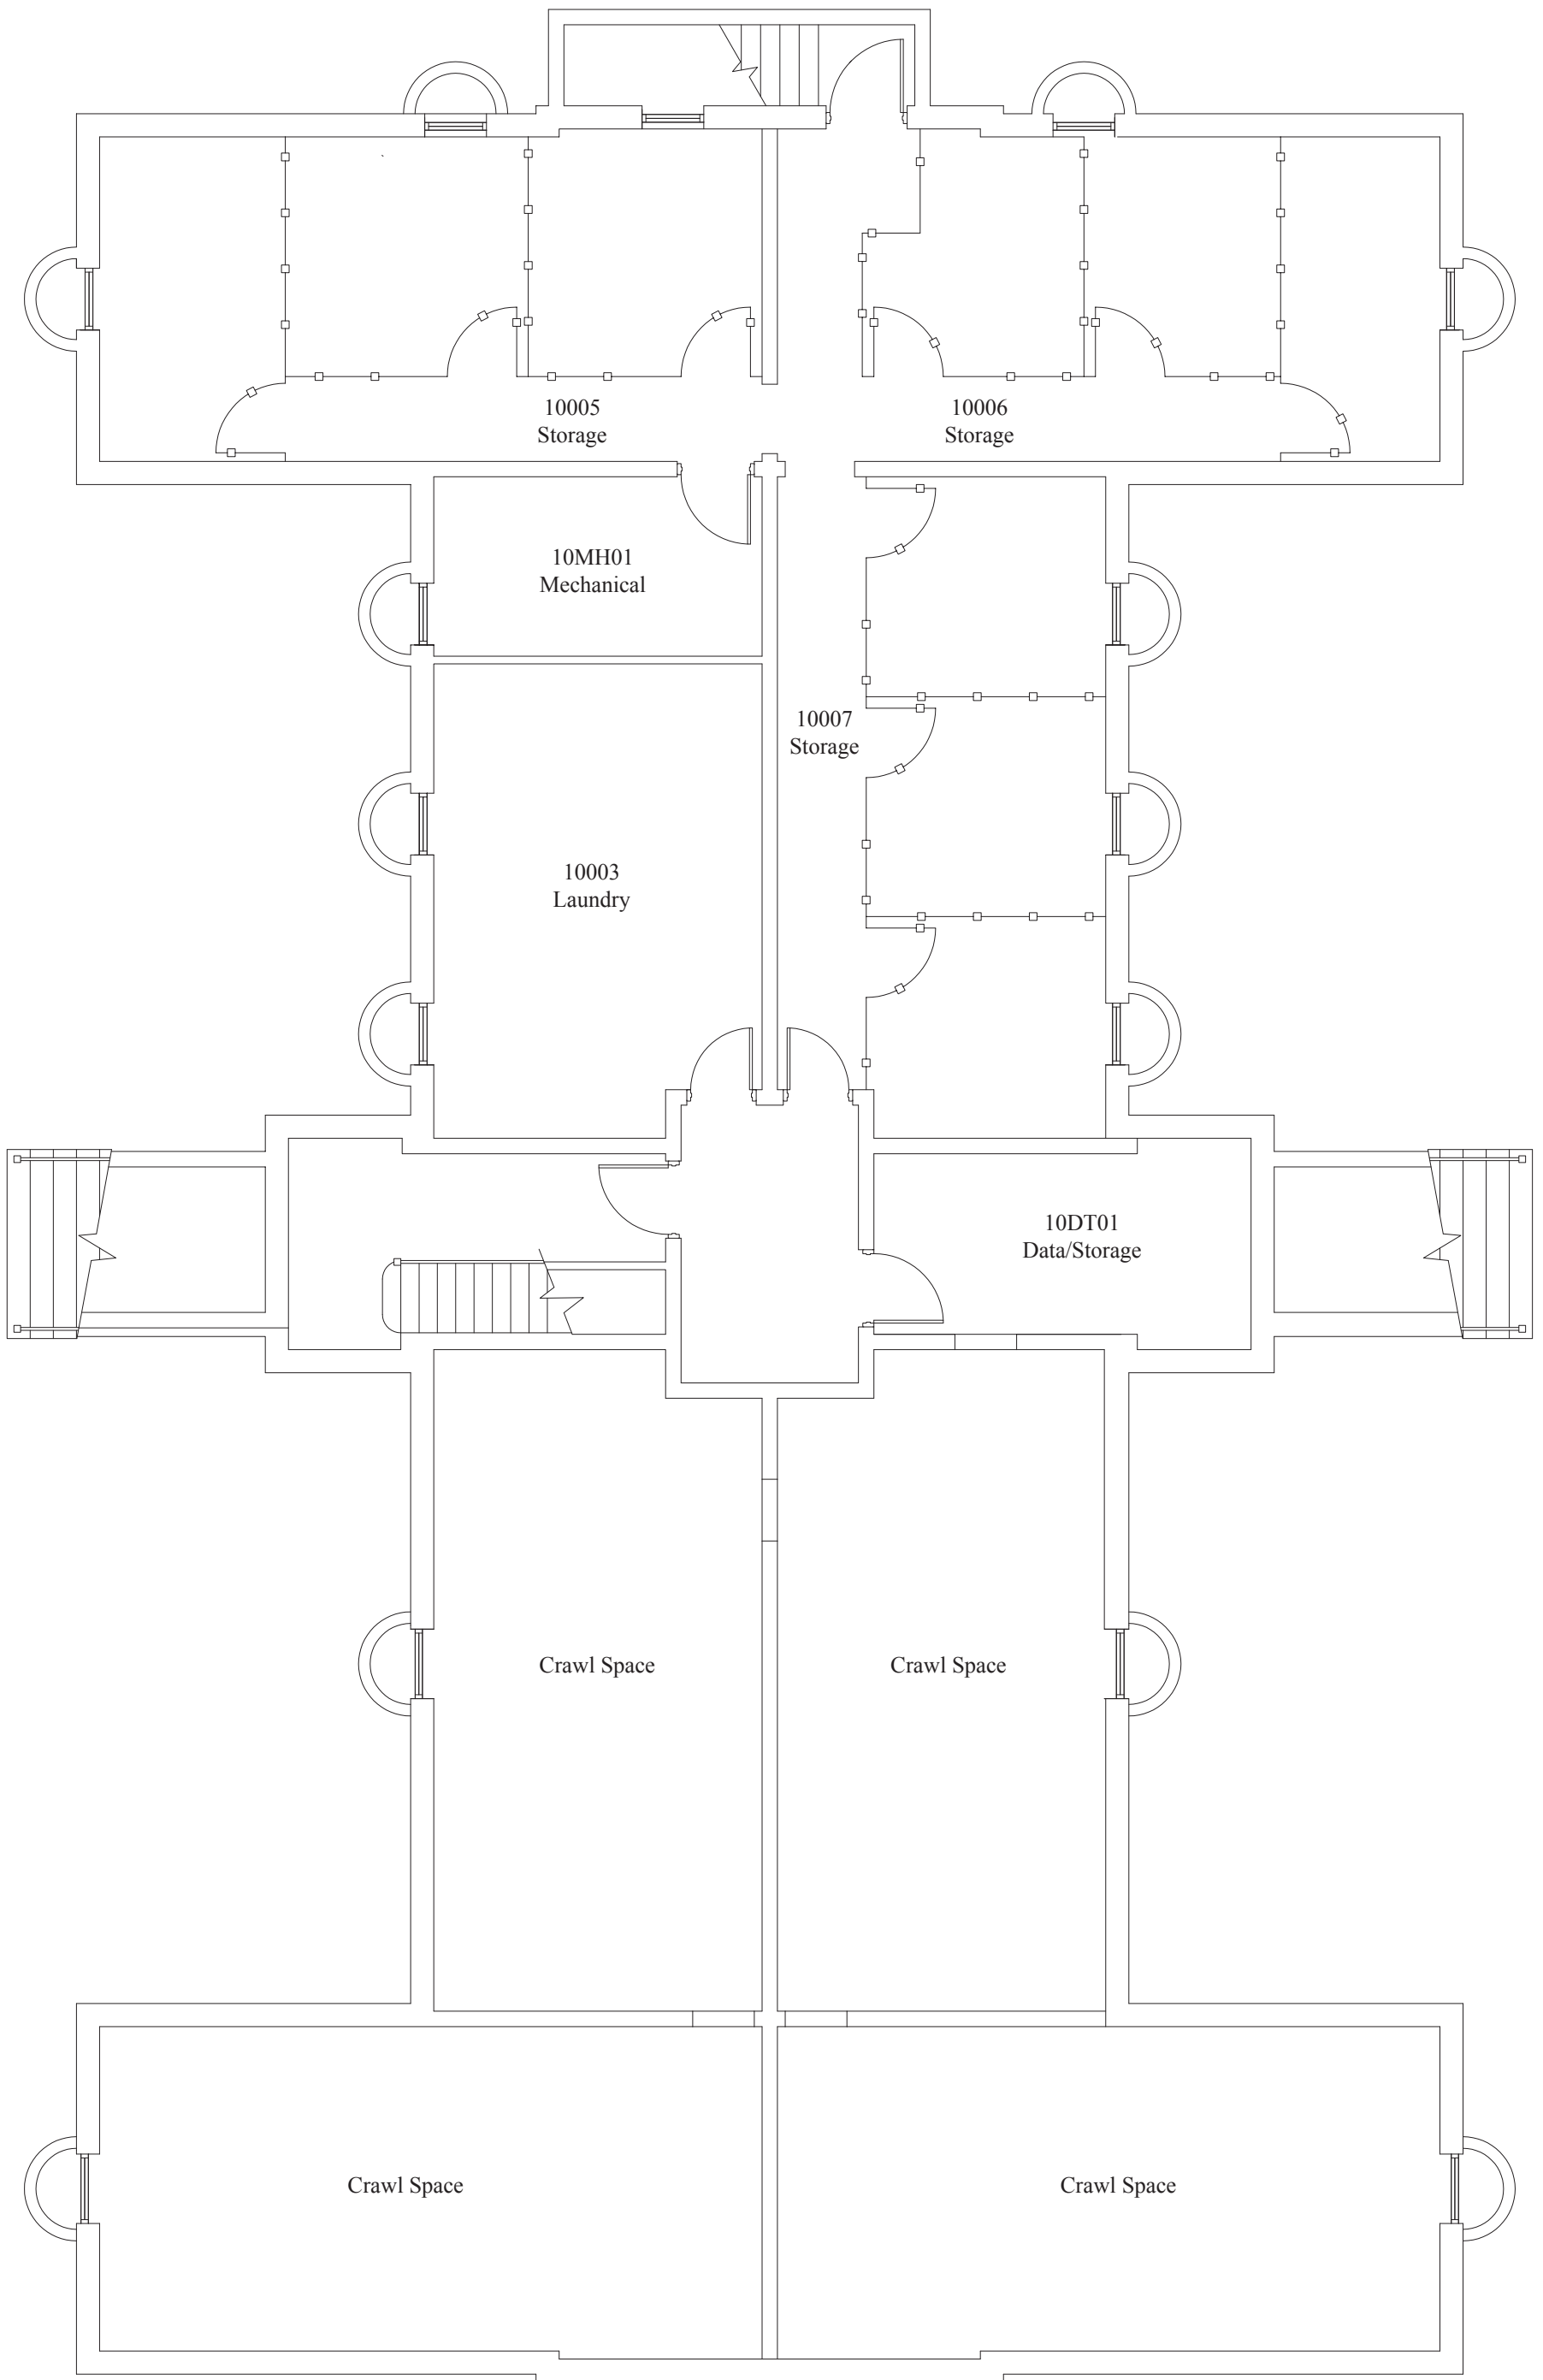 10005
Storage
10006
Storage
10MH01
Mechanical
10007
Storage
10003
Laundry
10DT01
Data/Storage
Crawl Space
Crawl Space
Crawl Space
Crawl Space